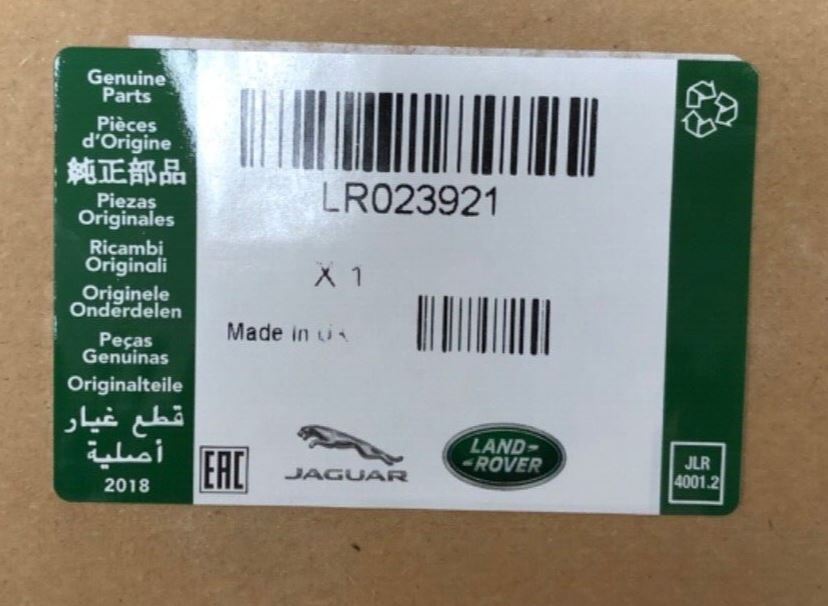 Genuine
Parts
Pièces
d'Origine
純正部品
Piezas
Originales
Ricambi
Originali
Originele
Onderdelen
Peças
Genuinas
Originalteile
قطع غيار
أصلية
2018
LR023921
X 1
Made in
EAC
JAGUAR
LAND-
-ROVER
JLR
4001.2